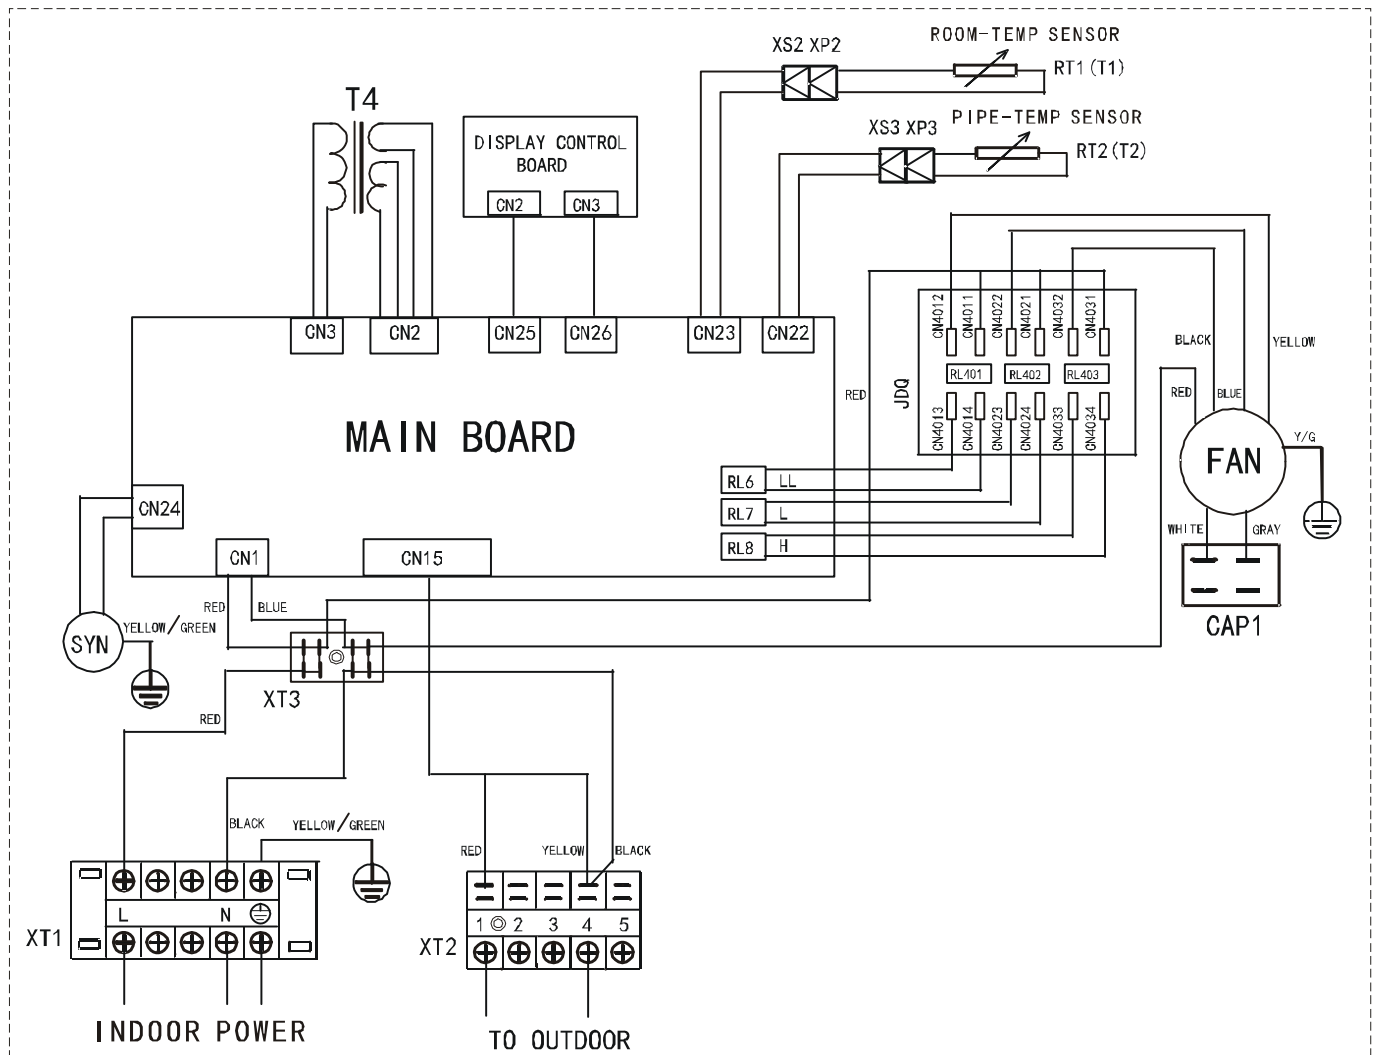 ROOM-TEMP SENSOR
XS2 XP2
RT1(T1)
T4
PIPE-TEMP SENSOR
XS3 XP3
RT2(T2)
DISPLAY CONTROL
BOARD
CN2
CN3
CN3
CN2
CN25
CN26
CN23
CN22
CN4012
CN4011
CN4022
CN4021
CN4032
CN4031
BLACK
YELLOW
RL401
RL402
RL403
RED
JDQ
RED
BLUE
CN4013
CN4014
CN4023
CN4024
CN4033
CN4034
MAIN BOARD
Y/G
FAN
RL6
LL
RL7
L
RL8
H
CN24
WHITE
GRAY
CN1
CN15
RED
BLUE
CAP1
YELLOW/GREEN
SYN
XT3
RED
BLACK
YELLOW/GREEN
RED
YELLOW
BLACK
L
N
1
2
3
4
5
XT1
XT2
INDOOR POWER
TO OUTDOOR